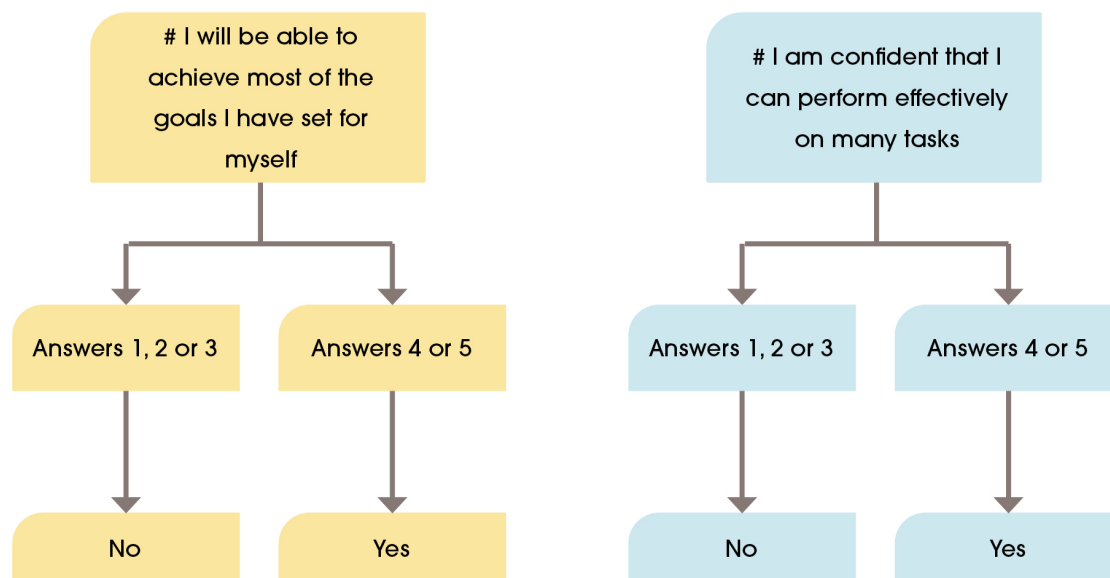 # I will be able to
achieve most of the
goals I have set for
myself
# I am confident that I
can perform effectively
on many tasks
Answers 1, 2 or 3
Answers 4 or 5
Answers 1, 2 or 3
Answers 4 or 5
No
Yes
No
Yes